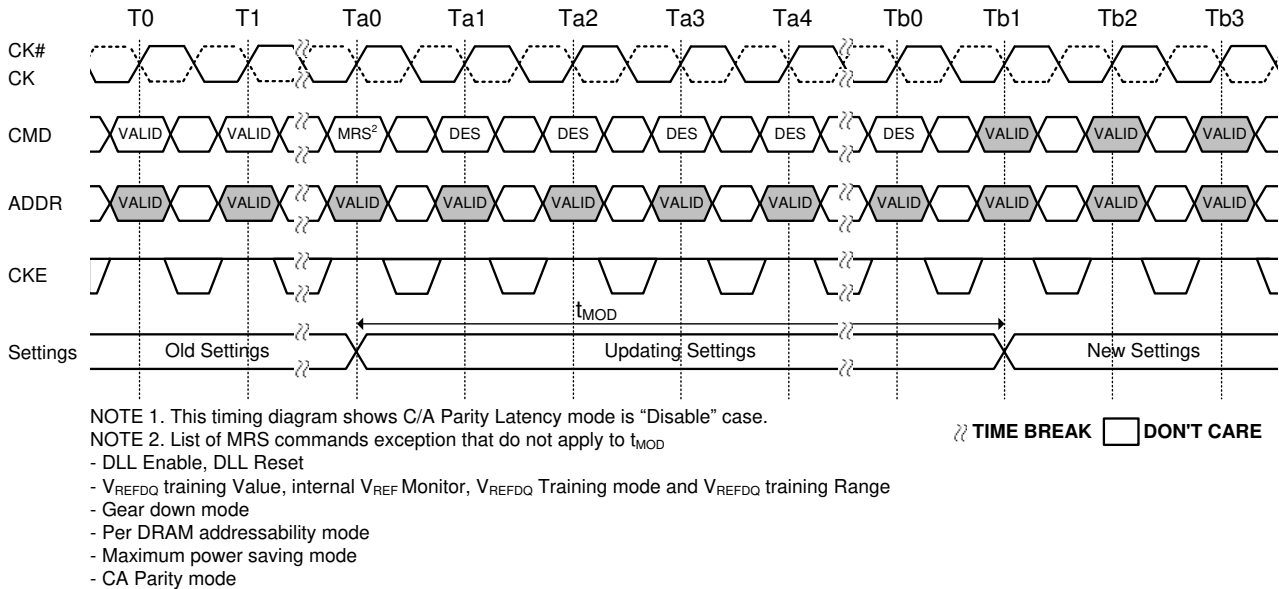 T0 T1 Ta0 Ta1 Ta2 Ta3 Ta4 Tb0 Tb1 Tb2 Tb3
CK#
CK
CMD VALID VALID MRS² DES DES DES DES DES VALID VALID VALID
ADDR VALID VALID VALID VALID VALID VALID VALID VALID VALID VALID VALID
CKE
tMOD
Settings Old Settings Updating Settings New Settings
NOTE 1. This timing diagram shows C/A Parity Latency mode is “Disable” case.
NOTE 2. List of MRS commands exception that do not apply to tMOD
- DLL Enable, DLL Reset
- VREFDQ training Value, internal VREF Monitor, VREFDQ Training mode and VREFDQ training Range
- Gear down mode
- Per DRAM addressability mode
- Maximum power saving mode
- CA Parity mode
TIME BREAK DON'T CARE